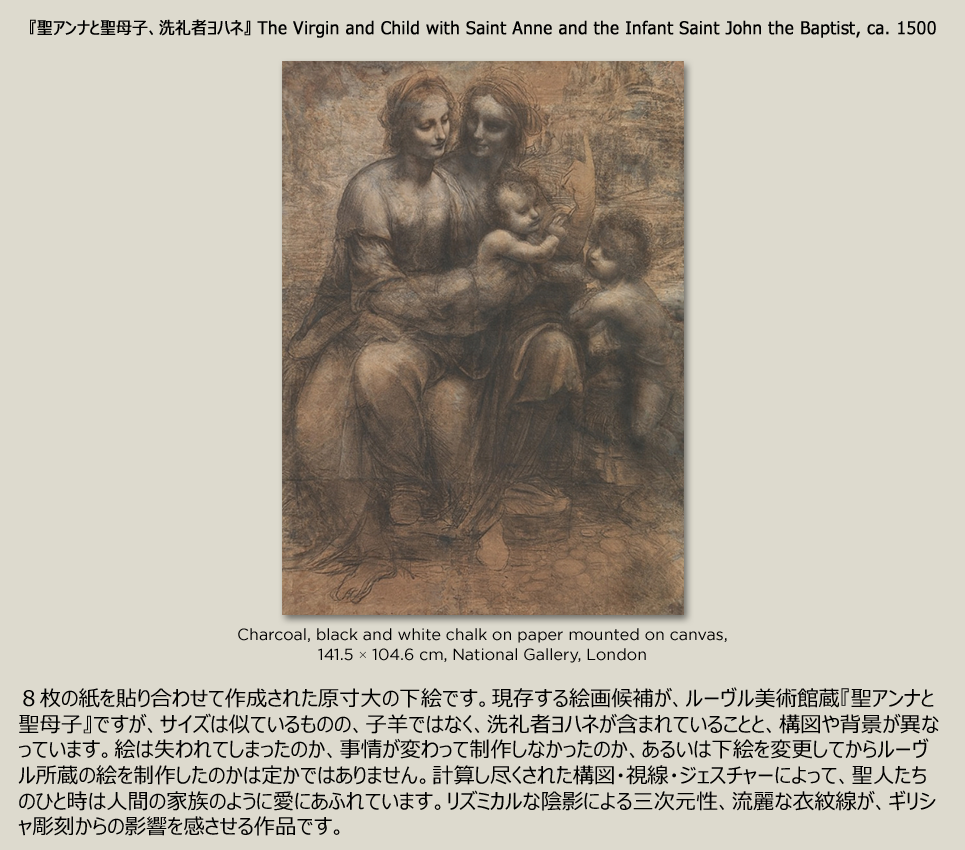 『聖アンナと聖母子、洗礼者ヨハネ』 The Virgin and Child with Saint Anne and the Infant Saint John the Baptist, ca. 1500
Charcoal, black and white chalk on paper mounted on canvas,
141.5 × 104.6 cm, National Gallery, London
８枚の紙を貼り合わせて作成された原寸大の下絵です。現存する絵画候補が、ルーヴル美術館蔵『聖アンナと
聖母子』ですが、サイズは似ているものの、子羊ではなく、洗礼者ヨハネが含まれていることと、構図や背景が異な
っています。絵は失われてしまったのか、事情が変わって制作しなかったのか、あるいは下絵を変更してからルーヴ
ル所蔵の絵を制作したのかは定かではありません。計算し尽くされた構図・視線・ジェスチャーによって、聖人たち
のひと時は人間の家族のように愛にあふれています。リズミカルな陰影による三次元性、流麗な衣紋線が、ギリシ
ャ彫刻からの影響を感させる作品です。